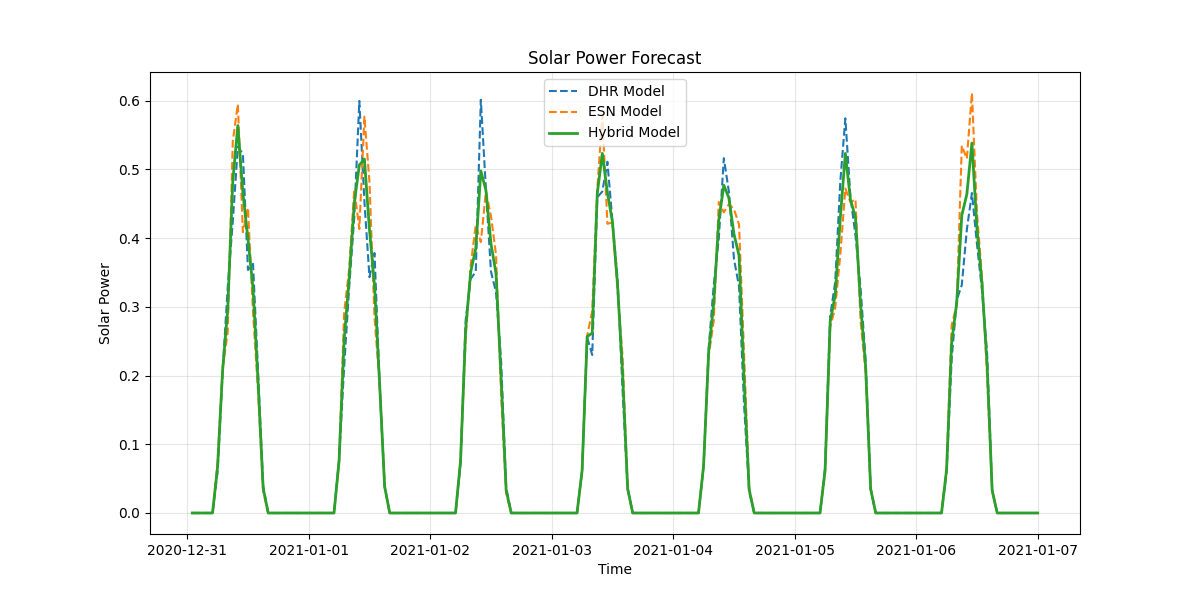 Solar Power Forecast
DHR Model
ESN Model
Hybrid Model
Solar Power
0.6
0.5
0.4
0.3
0.2
0.1
0.0
2020-12-31
2021-01-01
2021-01-02
2021-01-03
2021-01-04
2021-01-05
2021-01-06
2021-01-07
Time